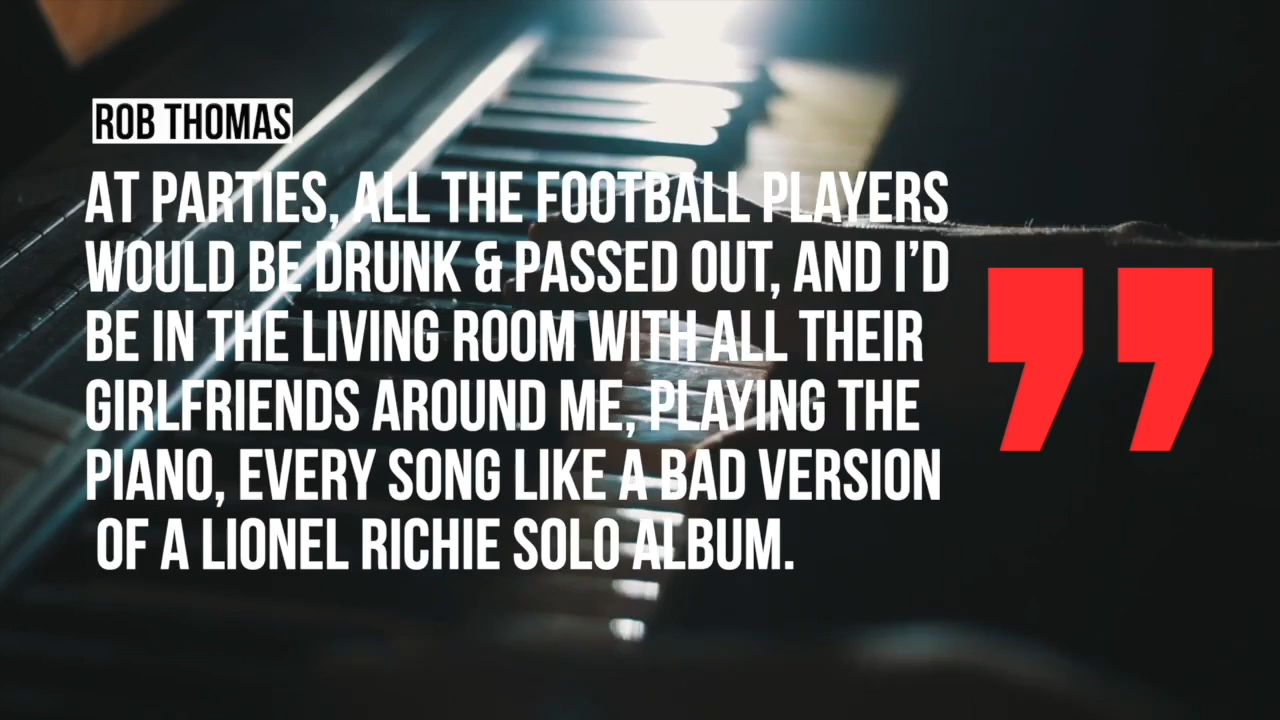 ROB THOMAS
AT PARTIES, ALL THE FOOTBALL PLAYERS
WOULD BE DRUNK & PASSED OUT, AND I’D
BE IN THE LIVING ROOM WITH ALL THEIR
GIRLFRIENDS AROUND ME, PLAYING THE
PIANO, EVERY SONG LIKE A BAD VERSION
OF A LIONEL RICHIE SOLO ALBUM.
”